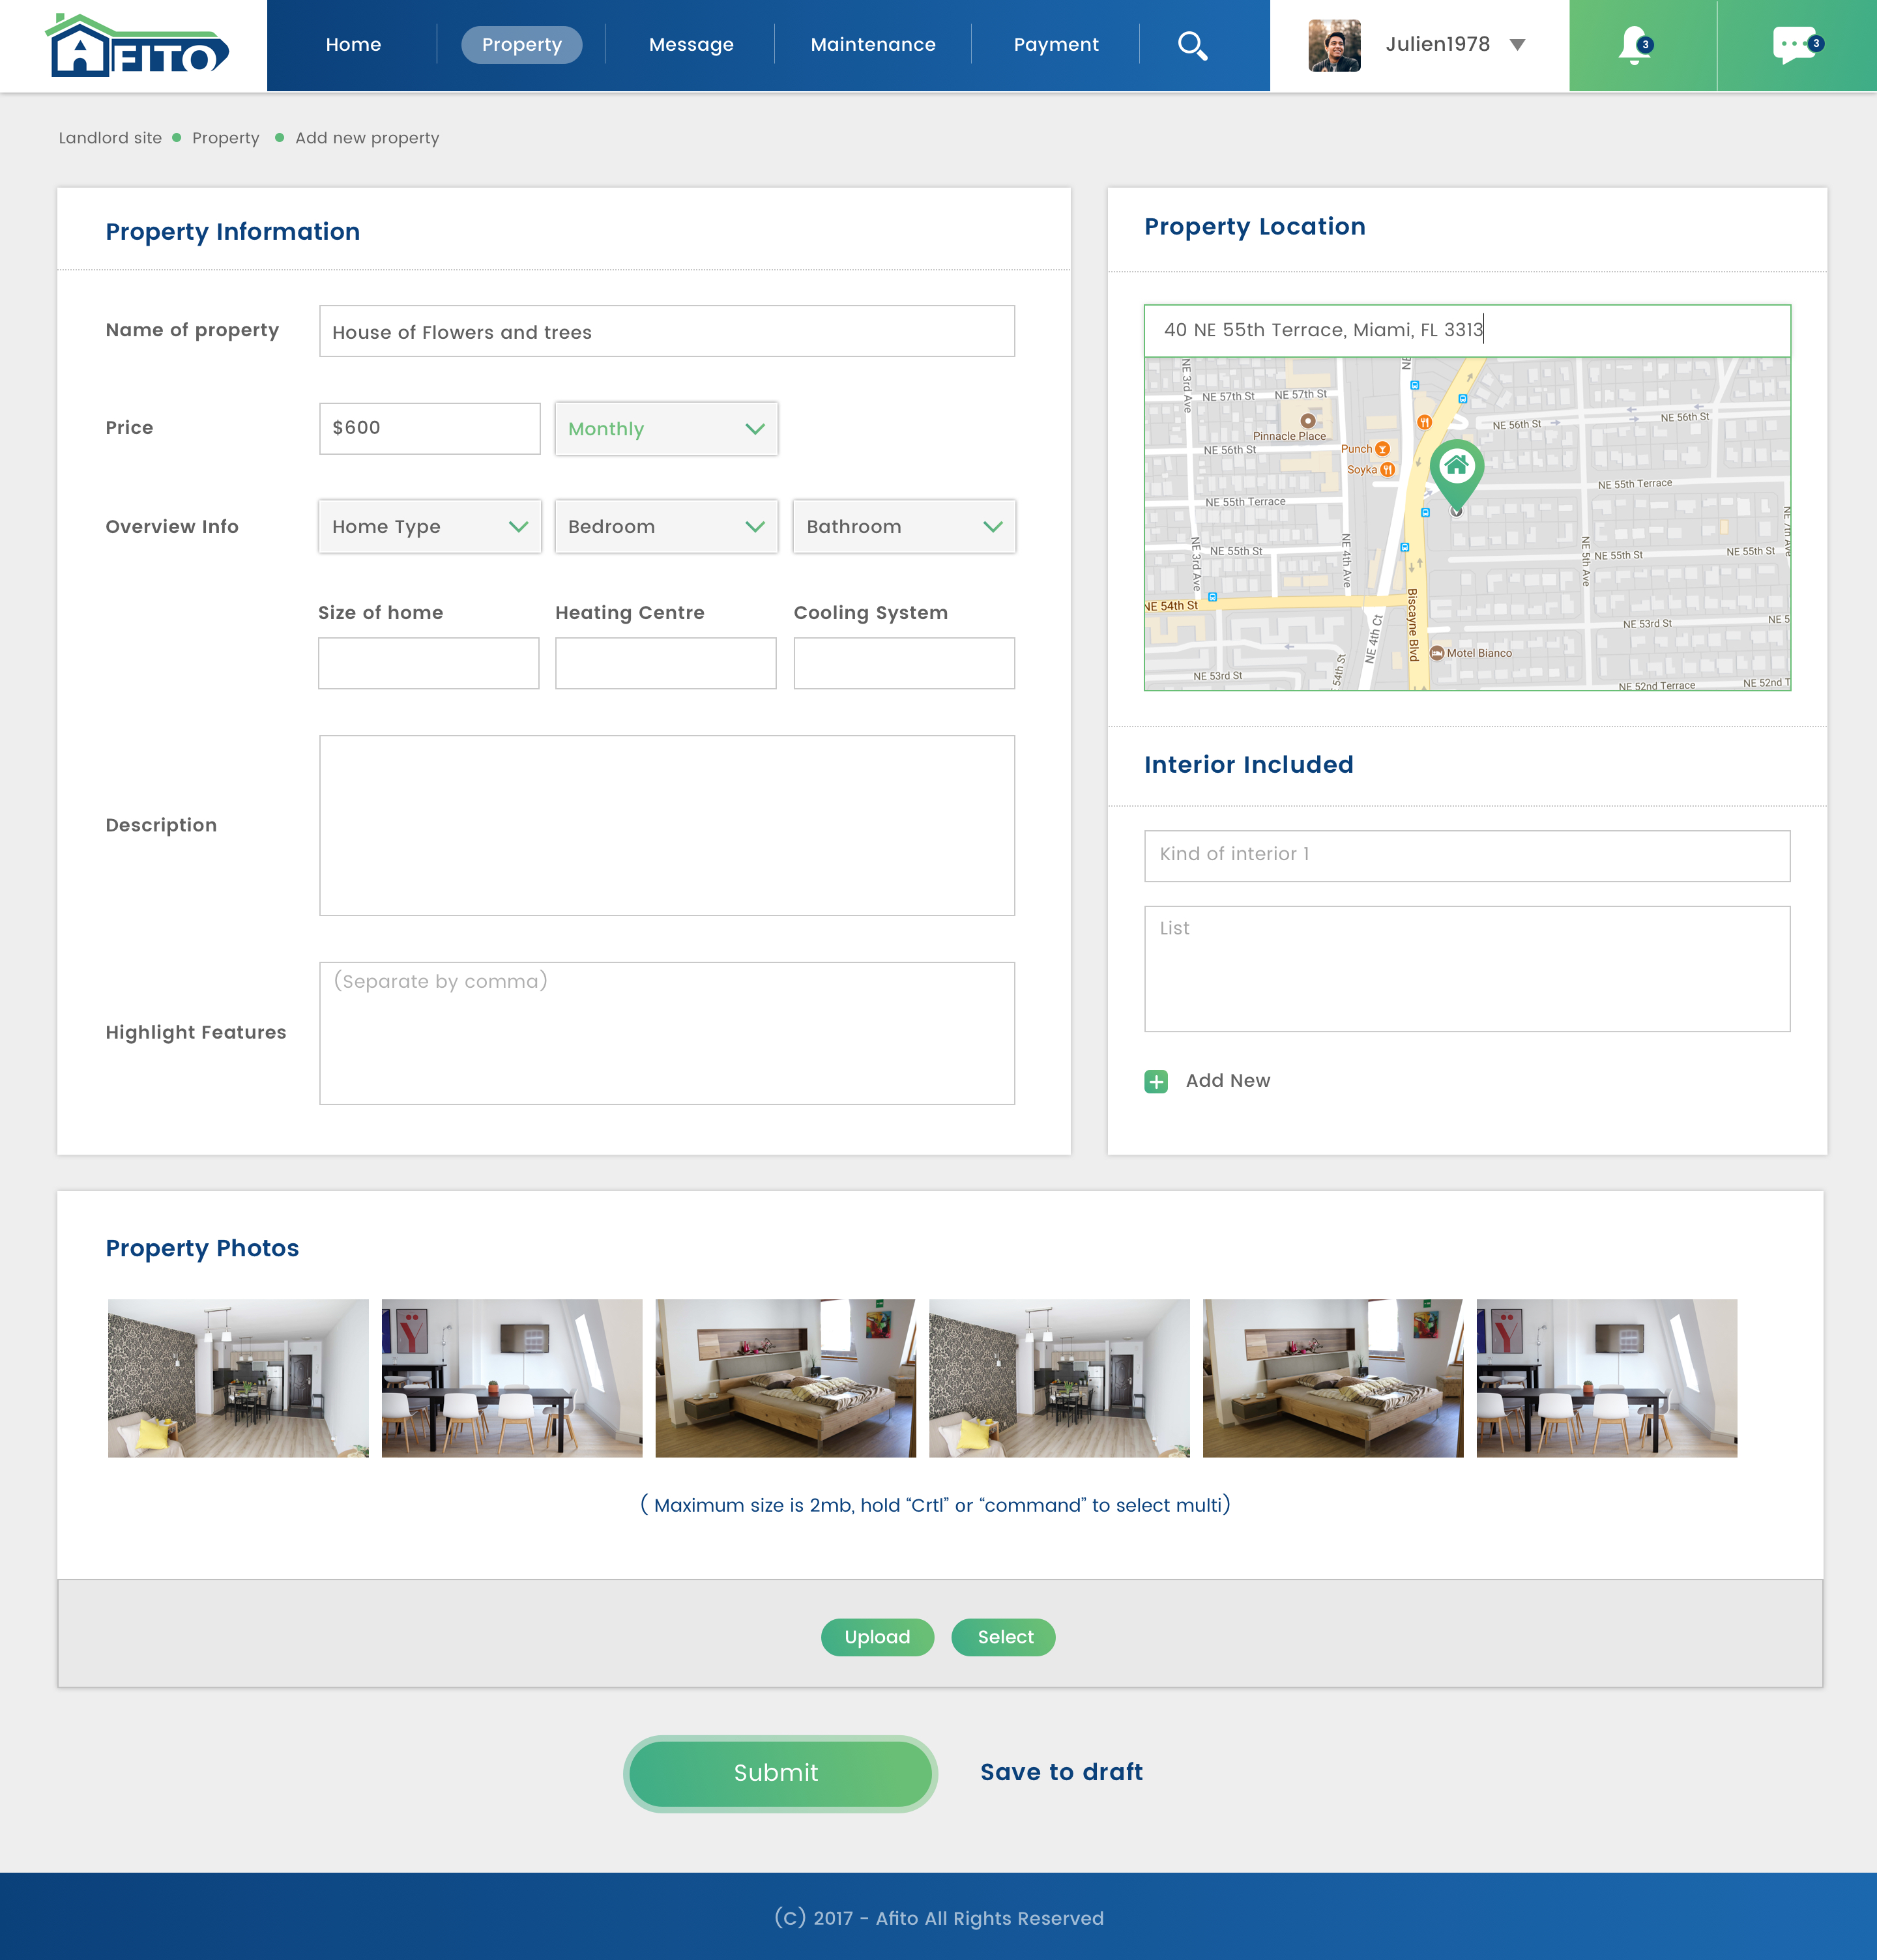 AFITO
Home
Property
Message
Maintenance
Payment
Julien1978
3
3
Landlord site
Property
Add new property
Property Information
Name of property
House of Flowers and trees
Price
$600
Monthly
Overview Info
Home Type
Bedroom
Bathroom
Size of home
Heating Centre
Cooling System
Description
Highlight Features
(Separate by comma)
Property Location
40 NE 55th Terrace, Miami, FL 3313
NE 3rd Ave
NE 57th St
NE 57th St
NE
Pinnacle Place
NE 56th St
NE 56th St
NE 56th St
Punch
Soyka
NE 55th Terrace
NE 55th Terrace
NE 7th Ave
NE 3rd Ave
NE 55th St
NE 4th Ave
NE 5th Ave
NE 55th St
NE 55th St
NE 54th St
Biscayne Blvd
NE 4th Ct
NE 53rd St
NE 5
Motel Bianco
NE 53rd St
54th St
NE 52nd Terrace
NE 52nd T
Interior Included
Kind of interior 1
List
Add New
Property Photos
Ÿ
Ÿ
( Maximum size is 2mb, hold “Crtl” or “command” to select multi)
Upload
Select
Submit
Save to draft
(C) 2017 - Afito All Rights Reserved